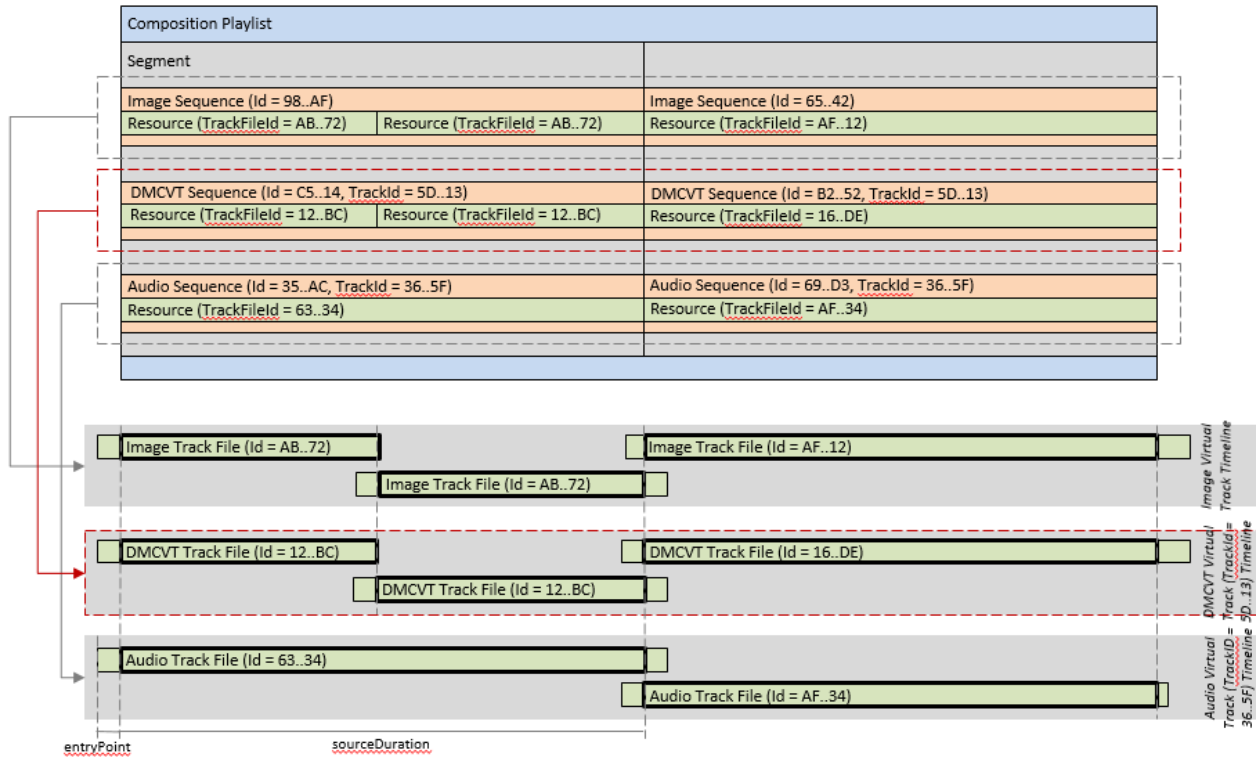 Composition Playlist
Segment
Image Sequence (Id = 98..AF)
Image Sequence (Id = 65..42)
Resource (TrackFileId = AB..72)
Resource (TrackFileId = AB..72)
Resource (TrackFileId = AF..12)
DMCVT Sequence (Id = C5..14, TrackId = 5D..13)
DMCVT Sequence (Id = B2..52, TrackId = 5D..13)
Resource (TrackFileId = 12..BC)
Resource (TrackFileId = 12..BC)
Resource (TrackFileId = 16..DE)
Audio Sequence (Id = 35..AC, TrackId = 36..5F)
Audio Sequence (Id = 69..D3, TrackId = 36..5F)
Resource (TrackFileId = 63..34)
Resource (TrackFileId = AF..34)
Image Track File (Id = AB..72)
Image Track File (Id = AF..12)
Image Track File (Id = AB..72)
Image Virtual
Track Timeline
DMCVT Track File (Id = 12..BC)
DMCVT Track File (Id = 16..DE)
DMCVT Track File (Id = 12..BC)
DMCVT Virtual
Track (TrackId =
5D..13) Timeline
Audio Track File (Id = 63..34)
Audio Track File (Id = AF..34)
Audio Virtual
Track (TrackID =
36..5F) Timeline
entryPoint
sourceDuration